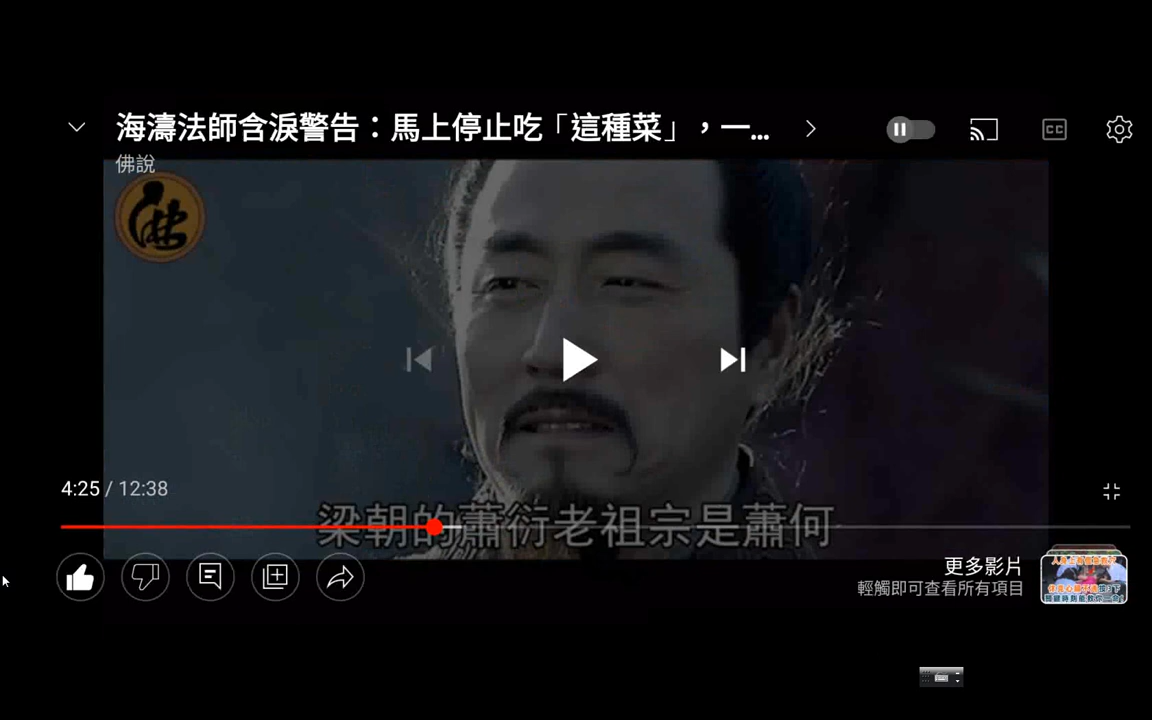 海濤法師含淚警告：馬上停止吃「這種菜」，一...
佛說
CC
4:25 / 12:38
梁朝的蕭衍老祖宗是蕭何
更多影片
輕觸即可查看所有項目